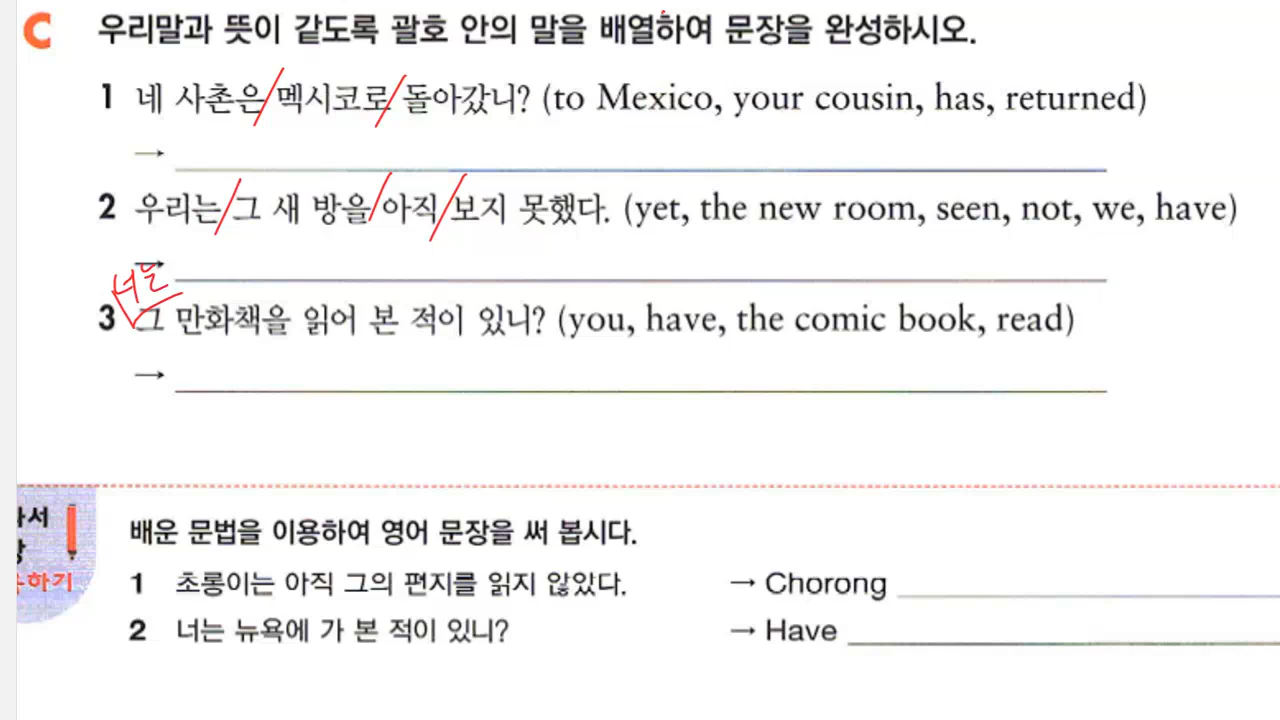 C 우리말과 뜻이 같도록 괄호 안의 말을 배열하여 문장을 완성하시오.
1 네 사촌은 멕시코로 돌아갔니? (to Mexico, your cousin, has, returned)
→
2 우리는 그 새 방을 아직 보지 못했다. (yet, the new room, seen, not, we, have)
→
너는
3 그 만화책을 읽어 본 적이 있니? (you, have, the comic book, read)
→
배운 문법을 이용하여 영어 문장을 써 봅시다.
1 초롱이는 아직 그의 편지를 읽지 않았다. → Chorong
2 너는 뉴욕에 가 본 적이 있니? → Have